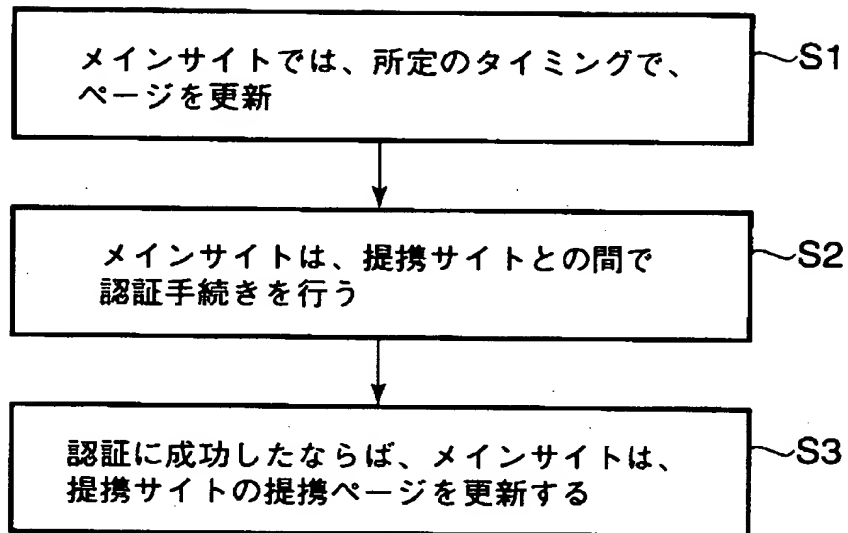 メインサイトでは、所定のタイミングで、
ページを更新
S1
メインサイトは、提携サイトとの間で
認証手続きを行う
S2
認証に成功したならば、メインサイトは、
提携サイトの提携ページを更新する
S3